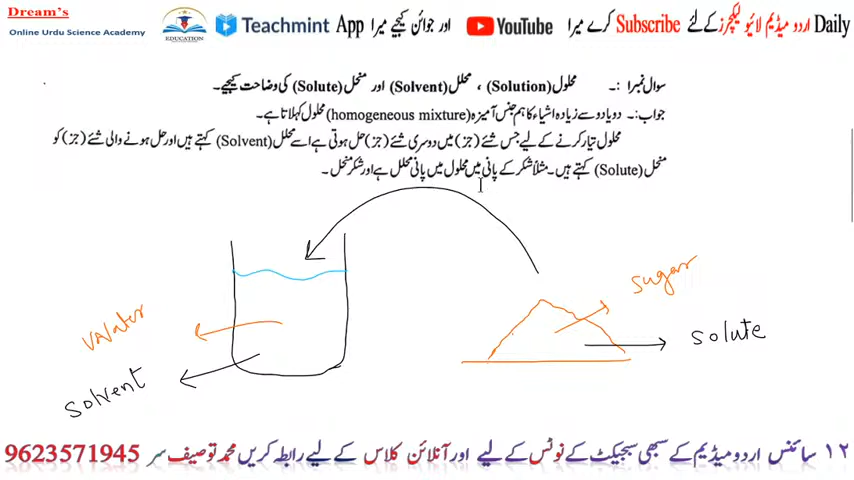 Dream's
Online Urdu Science Academy
EDUCATION
Teachmint App اور جوائن کیجیے میرا
YouTube
Daily اردو میڈیم لائیو لیکچرز کے لئے Subscribe کرے میرا
سوال نمبر ۱ :۔ محلول (Solution) ، محلل (Solvent) اور منحل (Solute) کی وضاحت کیجیے۔
جواب :۔ دو یا دو سے زیادہ اشیاء کا ہم جنس آمیزہ (homogeneous mixture) محلول کہلاتا ہے۔
محلول تیار کرنے کے لیے جس شئے (جز) میں دوسری شئے (جز) حل ہوتی ہے اسے محلل (Solvent) کہتے ہیں اور حل ہونے والی شئے (جز) کو
منحل (Solute) کہتے ہیں۔ مثلاً شکر کے پانی میں محلول میں پانی محلل ہے اور شکر منحل ۔
sugar
water
solute
solvent
۱۲ سائنس اردو میڈیم کے سبھی سبجیکٹ کے نوٹس کے لیے اور آنلائن کلاس کے لیے رابطہ کریں محمد توصیف سر 9623571945